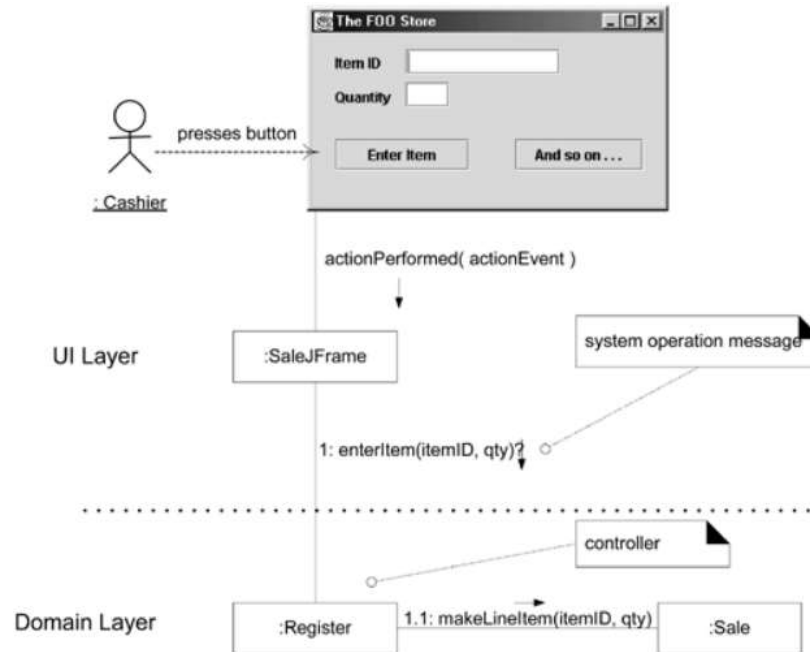 The FOO Store
Item ID
Quantity
presses button
Enter Item
And so on . . .
: Cashier
actionPerformed( actionEvent )
system operation message
UI Layer
:SaleJFrame
1: enterItem(itemID, qty)?
controller
Domain Layer
:Register
1.1: makeLineItem(itemID, qty)
:Sale